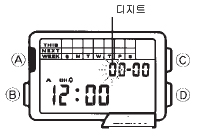 디지트
THIS
NEXT
WEEK S M T W T F S
A C
00-00
A
12:00
B D